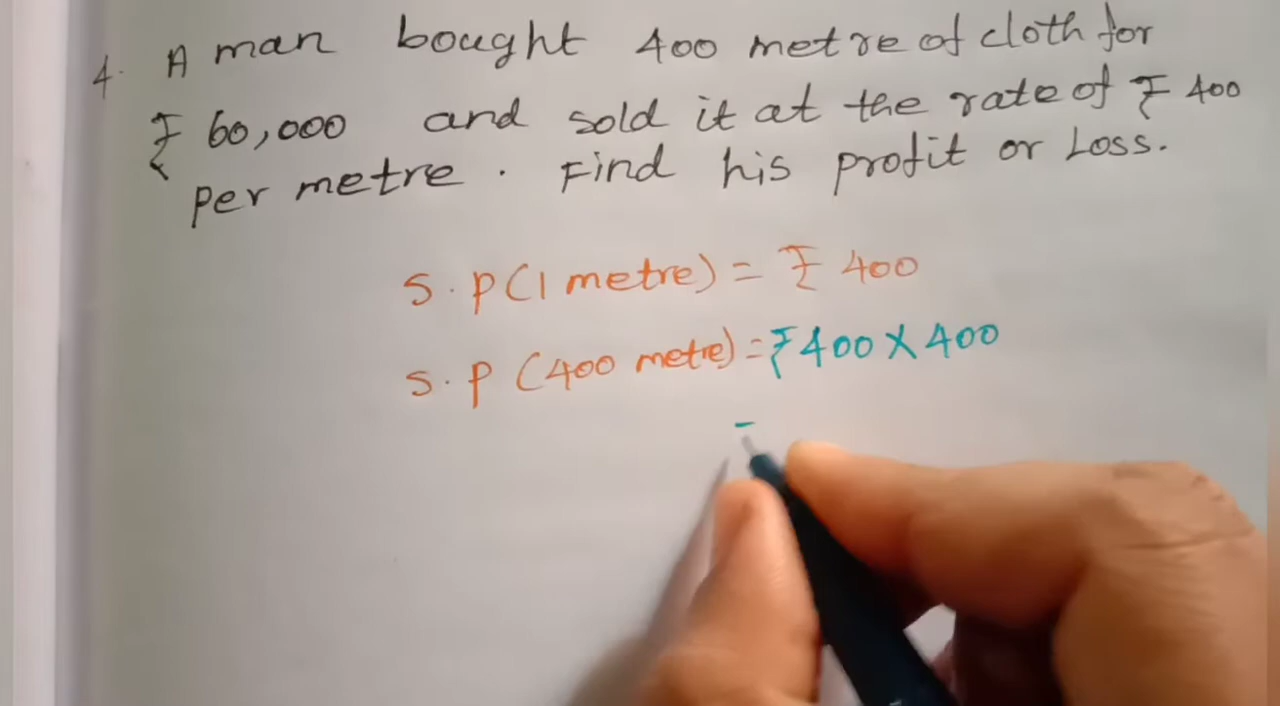 4. A man bought 400 metre of cloth for
₹ 60,000 and sold it at the rate of ₹ 400
per metre. Find his profit or Loss.
S.P (1 metre) = ₹ 400
S.P (400 metre) = ₹ 400 X 400
-